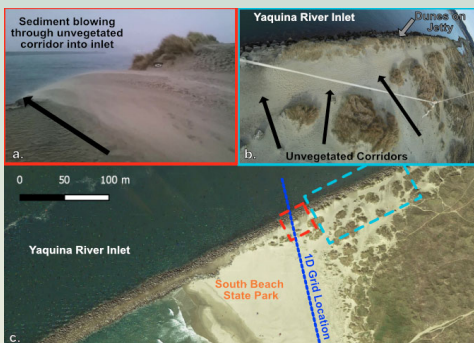 Sediment blowing
through unvegetated
corridor into inlet
a.
Yaquina River Inlet
Dunes on
Jetty
Unvegetated Corridors
b.
0 50 100 m
Yaquina River Inlet
South Beach
State Park
1D Grid Location
c.